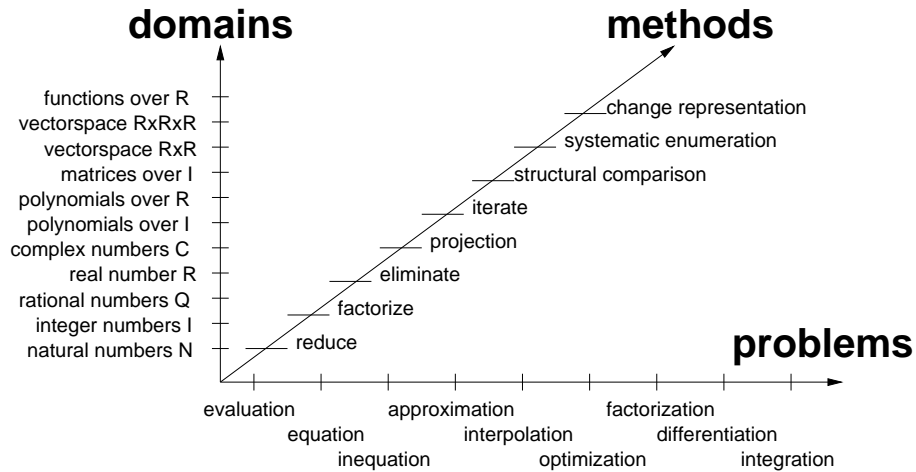 domains
methods
functions over R
change representation
vectorspace RxRxR
systematic enumeration
vectorspace RxR
matrices over I
structural comparison
polynomials over R
iterate
polynomials over I
projection
complex numbers C
real number R
eliminate
rational numbers Q
factorize
integer numbers I
natural numbers N
reduce
problems
evaluation
approximation
factorization
equation
interpolation
differentiation
inequation
optimization
integration